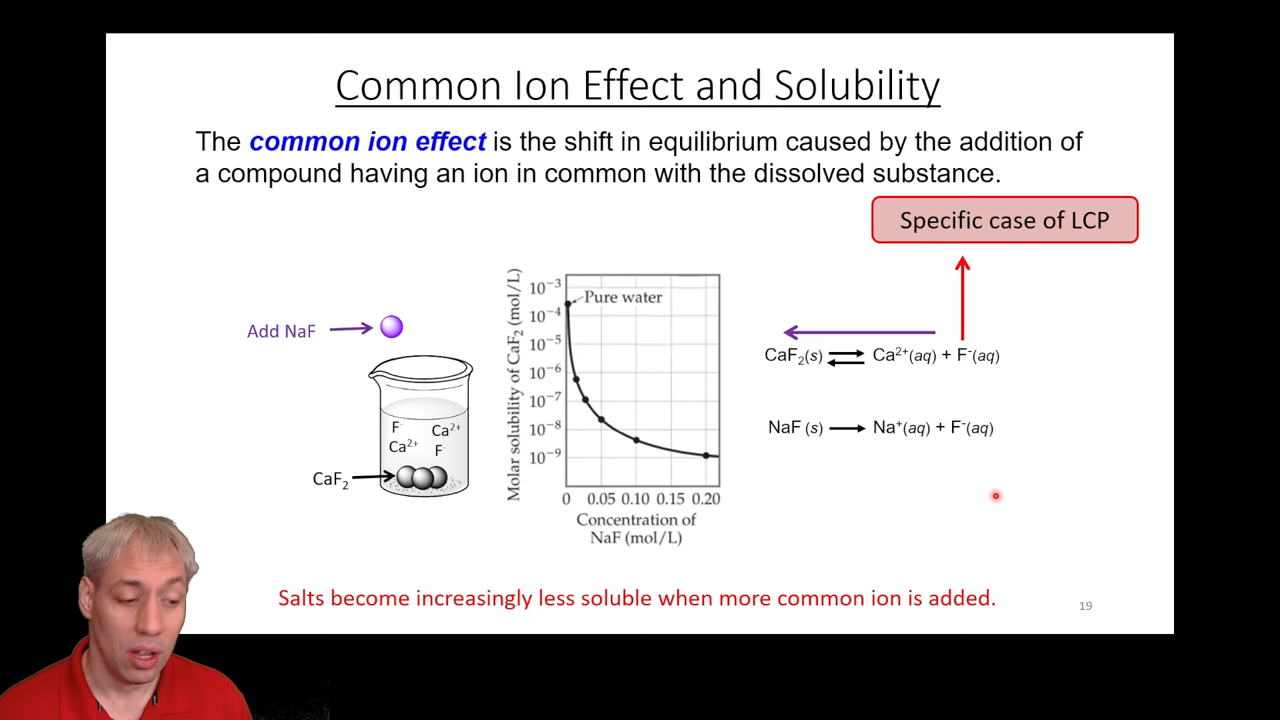 Common Ion Effect and Solubility
The common ion effect is the shift in equilibrium caused by the addition of
a compound having an ion in common with the dissolved substance.
Specific case of LCP
Add NaF
F⁻ Ca²⁺
Ca²⁺ F⁻
CaF₂
Molar solubility of CaF₂ (mol/L)
10⁻³
10⁻⁴
10⁻⁵
10⁻⁶
10⁻⁷
10⁻⁸
10⁻⁹
Pure water
0 0.05 0.10 0.15 0.20
Concentration of
NaF (mol/L)
CaF₂(s) ⇌ Ca²⁺(aq) + F⁻(aq)
NaF (s) → Na⁺(aq) + F⁻(aq)
Salts become increasingly less soluble when more common ion is added.
19